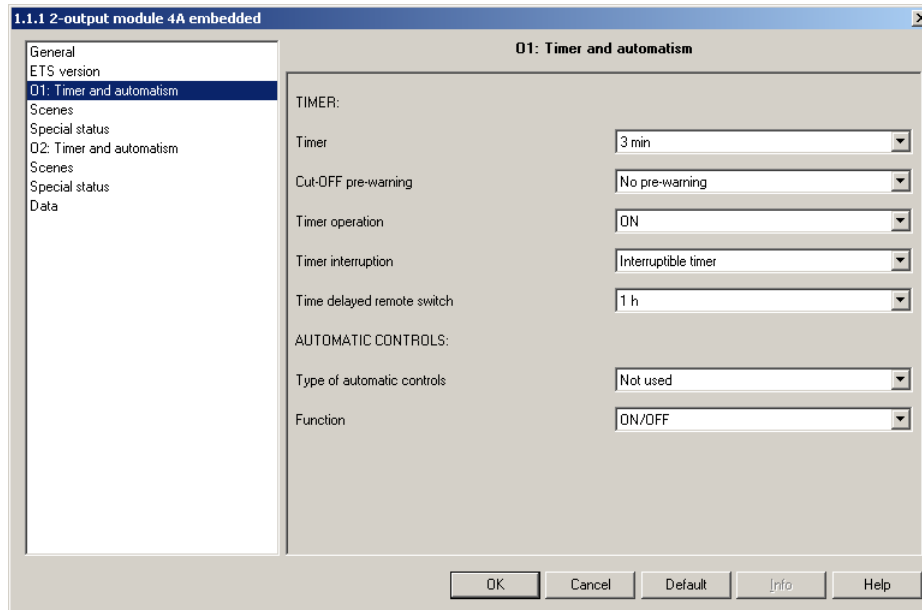 1.1.1 2-output module 4A embedded
General
ETS version
O1: Timer and automatism
Scenes
Special status
O2: Timer and automatism
Scenes
Special status
Data
O1: Timer and automatism
TIMER:
Timer 3 min
Cut-OFF pre-warning No pre-warning
Timer operation ON
Timer interruption Interruptible timer
Time delayed remote switch 1 h
AUTOMATIC CONTROLS:
Type of automatic controls Not used
Function ON/OFF
OK Cancel Default Info Help